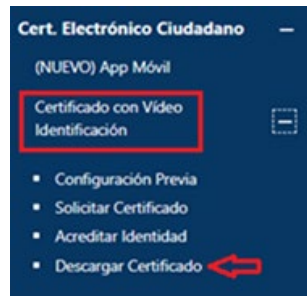 Cert. Electrónico Ciudadano –
(NUEVO) App Móvil
Certificado con Vídeo
Identificación
▪ Configuración Previa
▪ Solicitar Certificado
▪ Acreditar Identidad
▪ Descargar Certificado